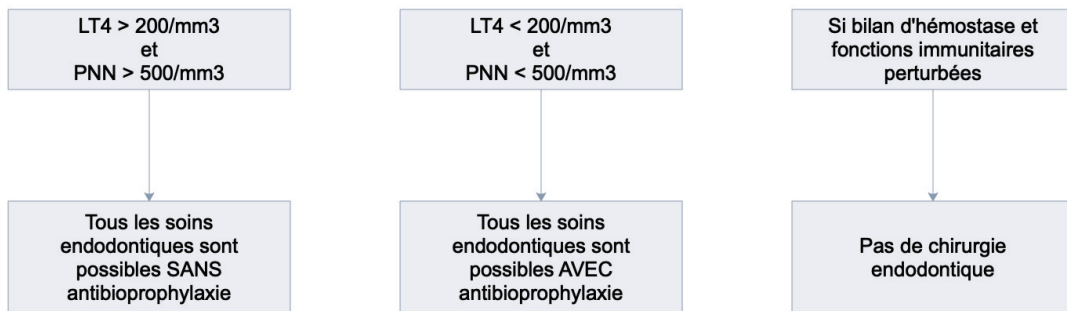 LT4 > 200/mm3
et
PNN > 500/mm3
LT4 < 200/mm3
et
PNN < 500/mm3
Si bilan d'hémostase et
fonctions immunitaires
perturbées
Tous les soins
endodontiques sont
possibles SANS
antibioprophylaxie
Tous les soins
endodontiques sont
possibles AVEC
antibioprophylaxie
Pas de chirurgie
endodontique